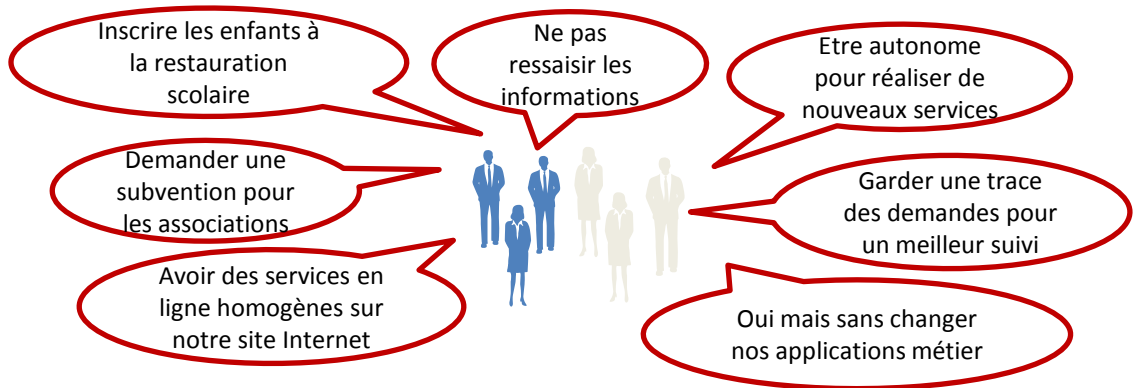 Inscrire les enfants à
la restauration
scolaire
Ne pas
ressaisir les
informations
Etre autonome
pour réaliser de
nouveaux services
Demander une
subvention pour
les associations
Garder une trace
des demandes pour
un meilleur suivi
Avoir des services en
ligne homogènes sur
notre site Internet
Oui mais sans changer
nos applications métier